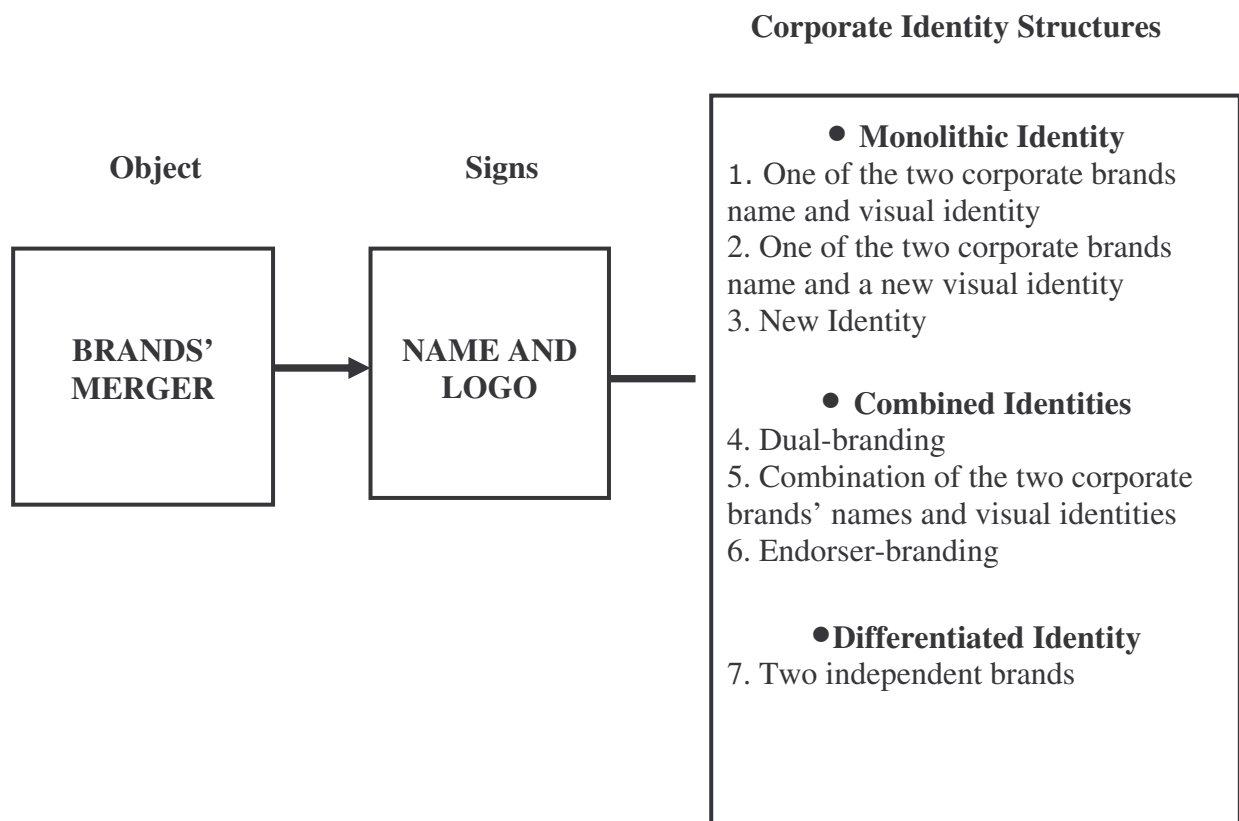 Corporate Identity Structures
Object
Signs
BRANDS’
MERGER
NAME AND
LOGO
● Monolithic Identity
1. One of the two corporate brands
name and visual identity
2. One of the two corporate brands
name and a new visual identity
3. New Identity
● Combined Identities
4. Dual-branding
5. Combination of the two corporate
brands’ names and visual identities
6. Endorser-branding
●Differentiated Identity
7. Two independent brands